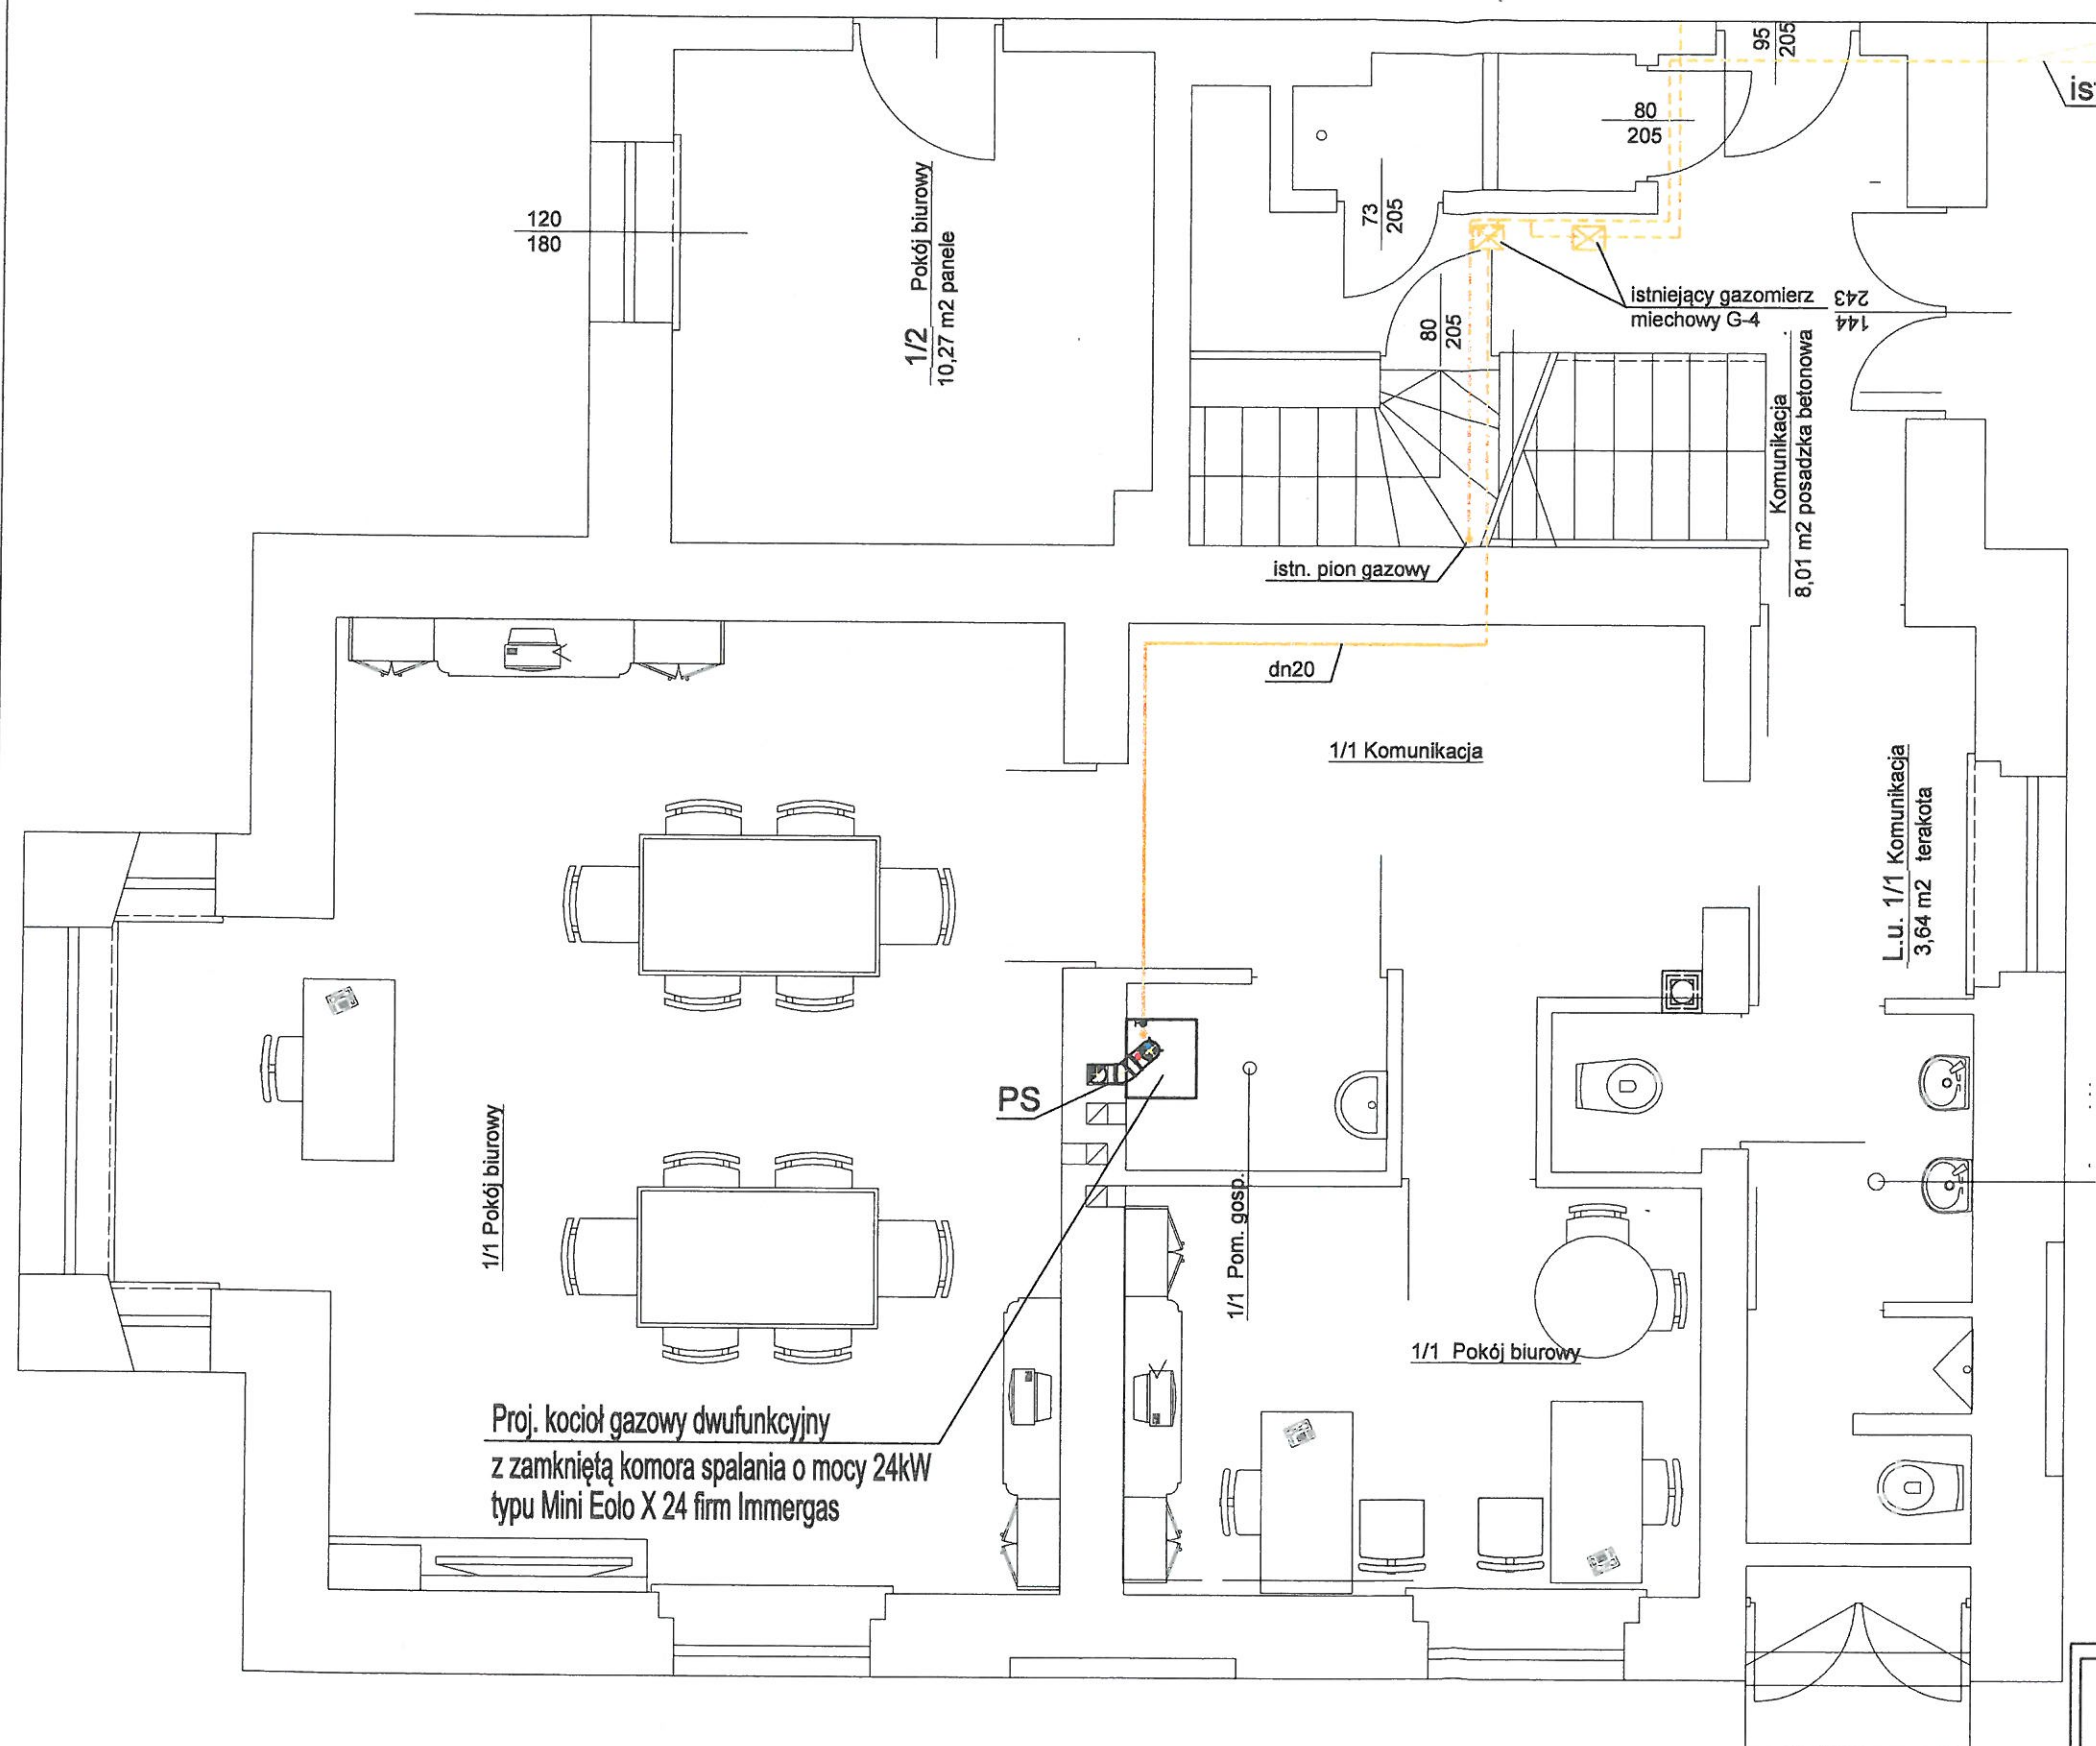 95
205
is
80
205
73
205
120
180
1/2 Pokój biurowy
10,27 m2 panele
istniejący gazomierz
miechowy G-4
243
144
80
205
Komunikacja
8,01 m2 posadzka betonowa
istn. pion gazowy
dn20
1/1 Komunikacja
L.u. 1/1 Komunikacja
3,64 m2 terakota
PS
1/1 Pokój biurowy
1/1 Pom. gosp.
1/1 Pokój biurowy
Proj. kocioł gazowy dwufunkcyjny
z zamkniętą komora spalania o mocy 24kW
typu Mini Eolo X 24 firm Immergas